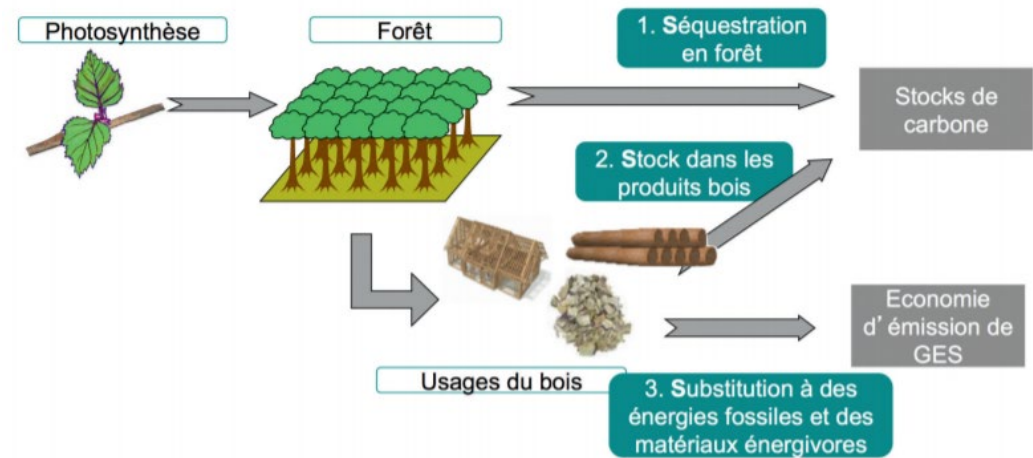 Photosynthèse
Forêt
1. Séquestration
en forêt
Stocks de
carbone
2. Stock dans les
produits bois
Economie
d’ émission de
GES
Usages du bois
3. Substitution à des
énergies fossiles et des
matériaux énergivores